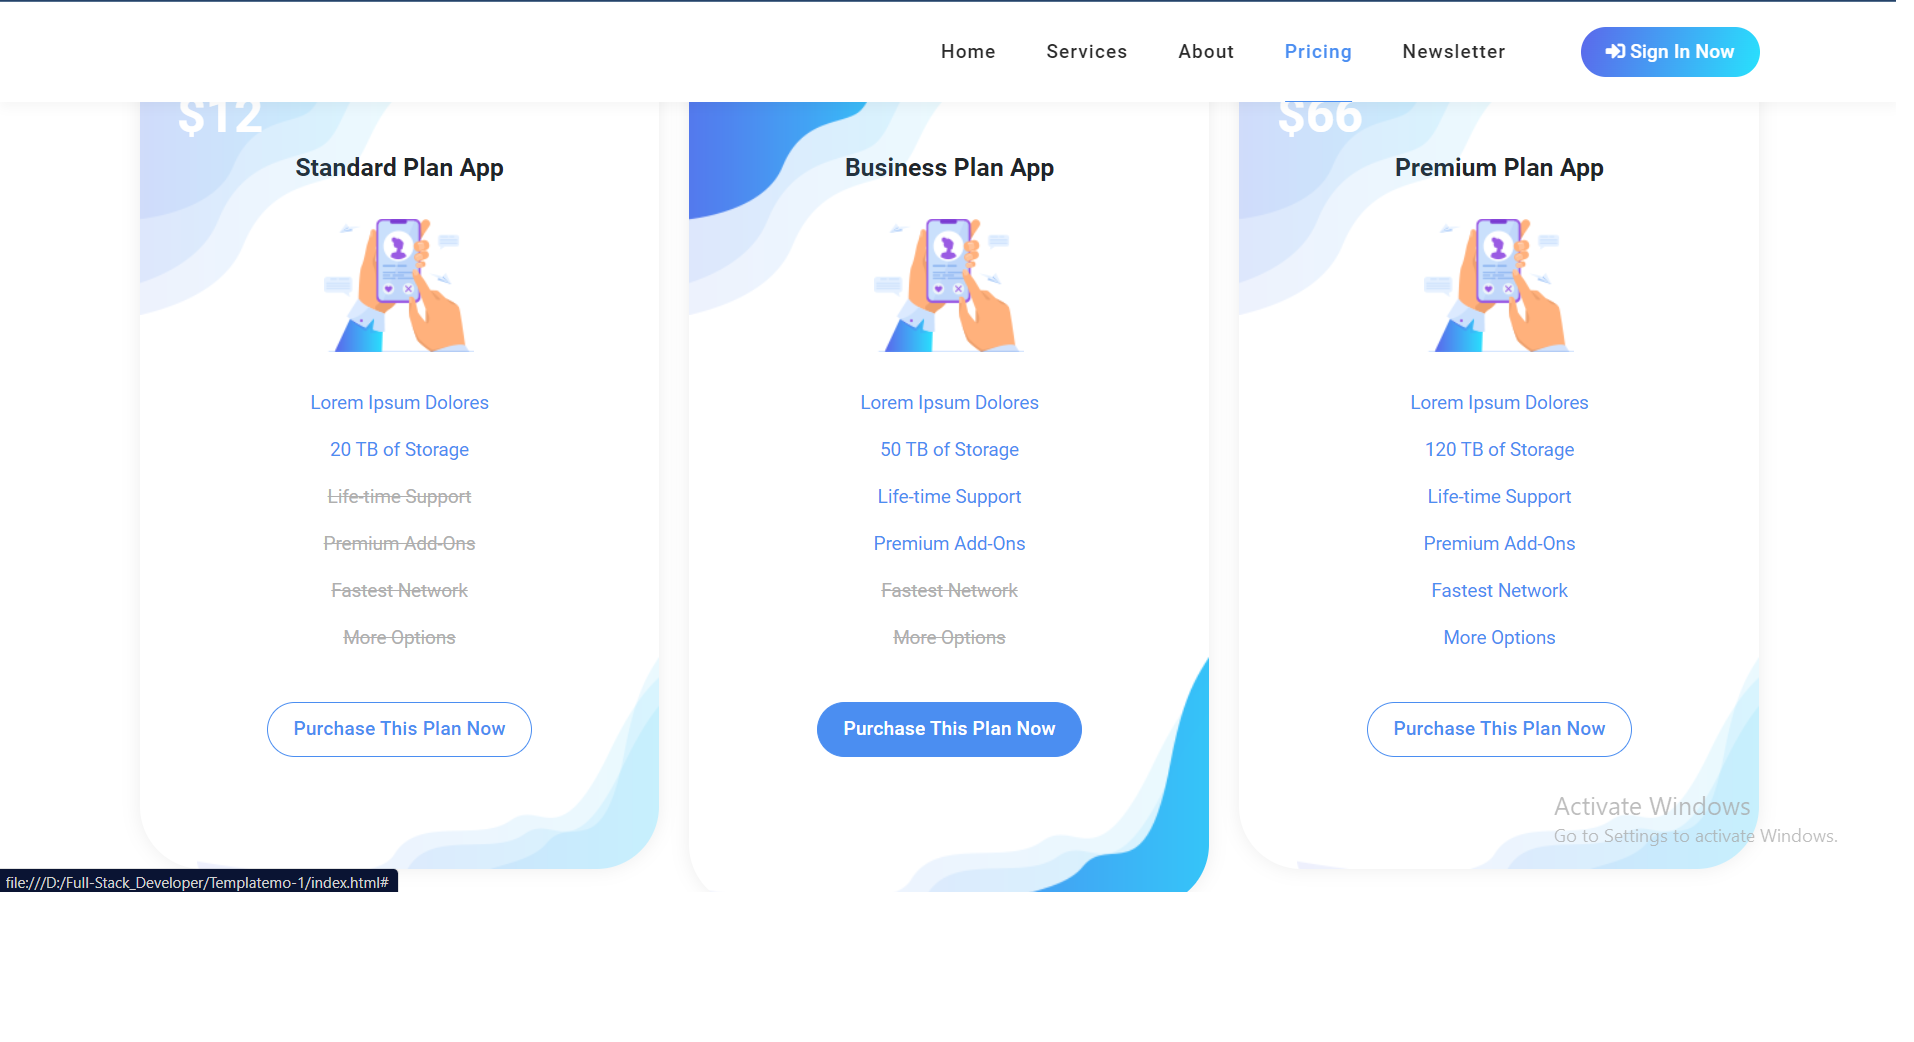 Home Services About Pricing Newsletter Sign In Now
$12
$66
Standard Plan App
Business Plan App
Premium Plan App
Lorem Ipsum Dolores
20 TB of Storage
Life-time Support
Premium Add-Ons
Fastest Network
More Options
Purchase This Plan Now
Lorem Ipsum Dolores
50 TB of Storage
Life-time Support
Premium Add-Ons
Fastest Network
More Options
Purchase This Plan Now
Lorem Ipsum Dolores
120 TB of Storage
Life-time Support
Premium Add-Ons
Fastest Network
More Options
Purchase This Plan Now
Activate Windows
Go to Settings to activate Windows.
file:///D:/Full-Stack_Developer/Templatemo-1/index.html#